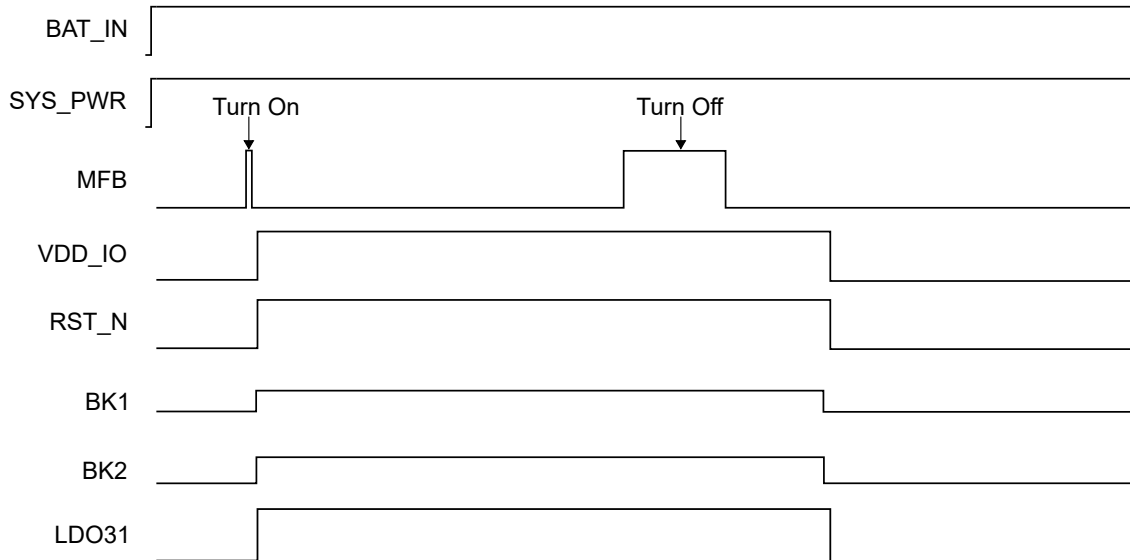 BAT_IN
SYS_PWR
Turn On
Turn Off
MFB
VDD_IO
RST_N
BK1
BK2
LDO31